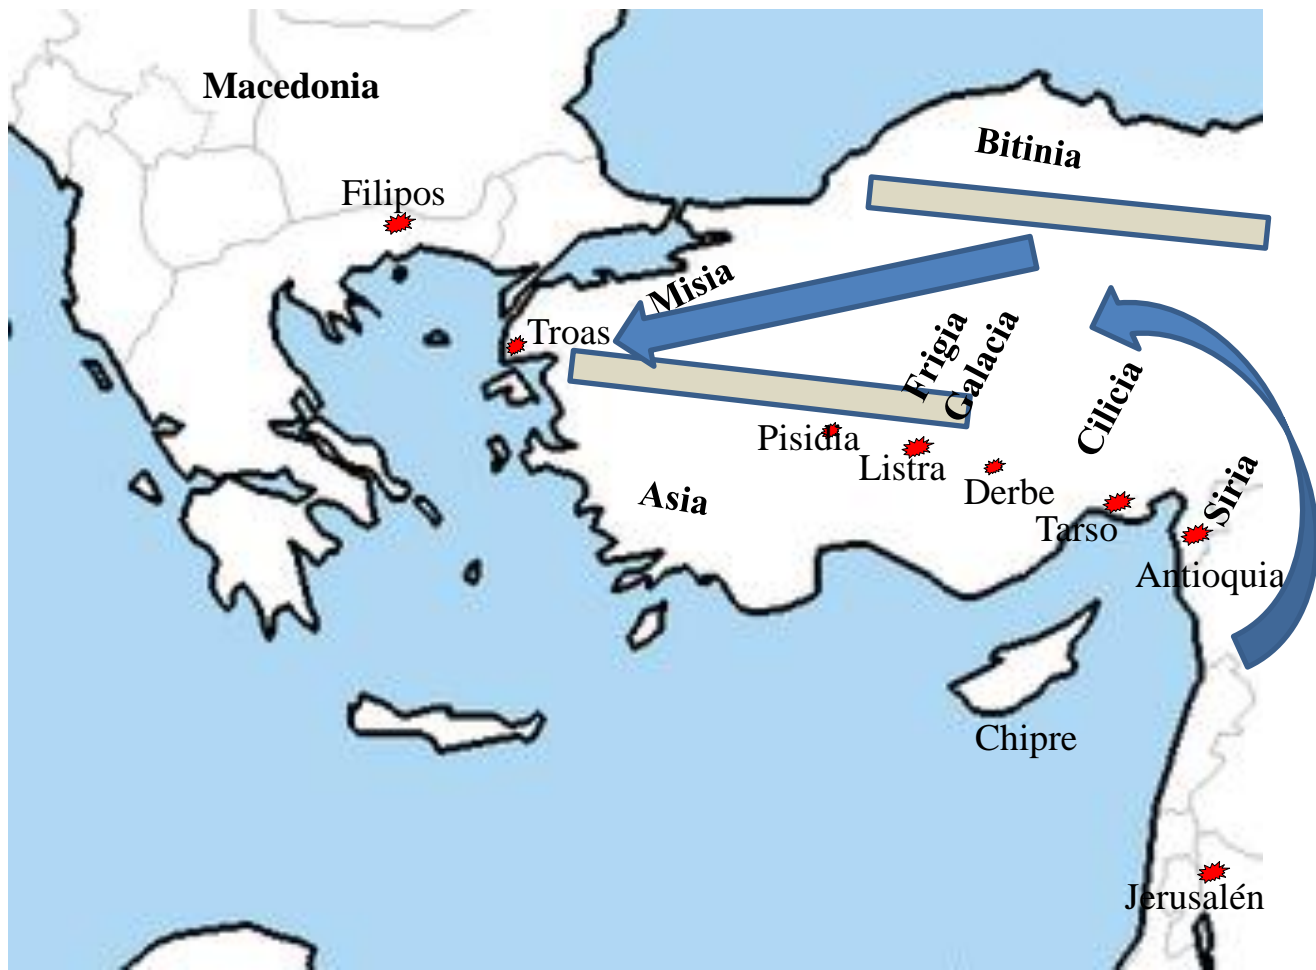 Macedonia
Bitinia
Filipos
Misia
Troas
Frigia
Galacia
Cilicia
Pisidia
Listra
Derbe
Asia
Siria
Tarso
Antioquia
Chipre
Jerusalén